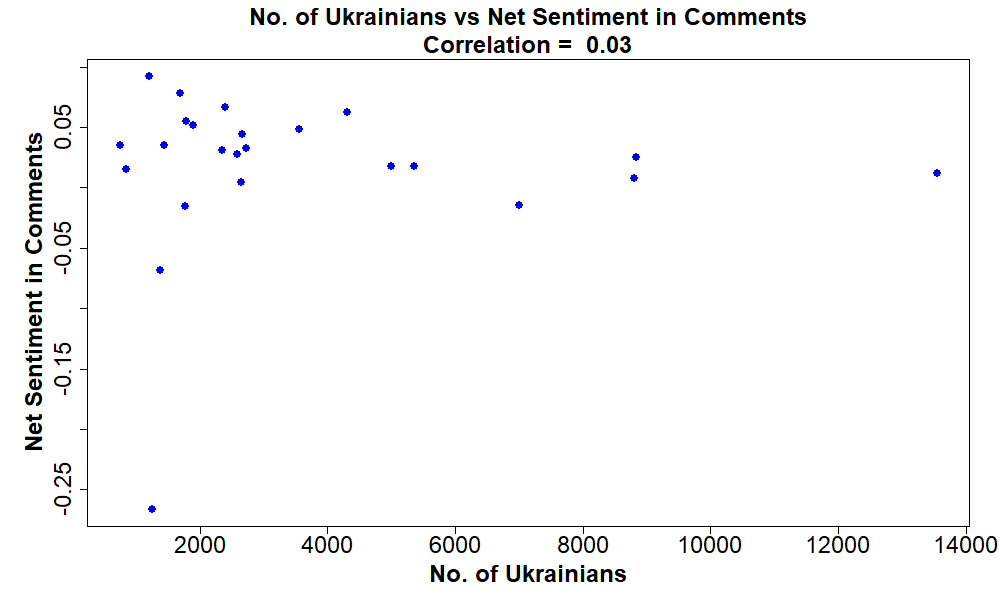 No. of Ukrainians vs Net Sentiment in Comments
Correlation =  0.03
Net Sentiment in Comments
0.05
-0.05
-0.15
-0.25
2000 4000 6000 8000 10000 12000 14000
No. of Ukrainians